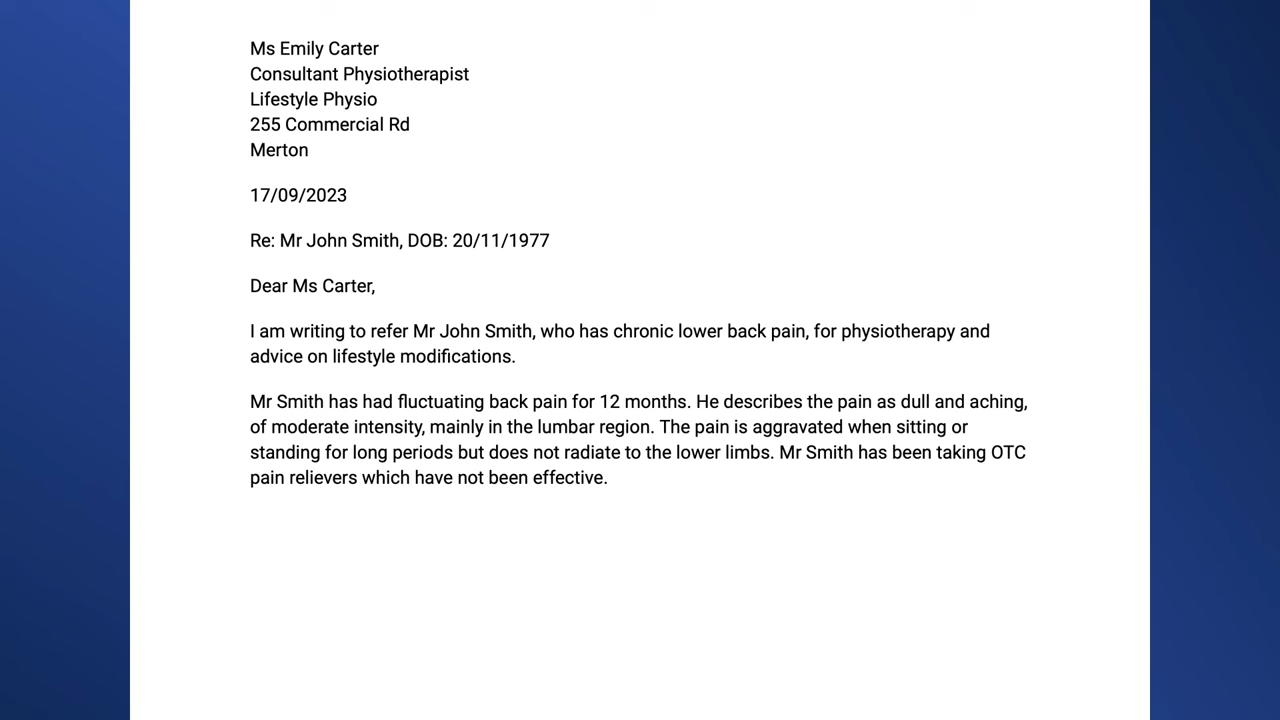 Ms Emily Carter
Consultant Physiotherapist
Lifestyle Physio
255 Commercial Rd
Merton
17/09/2023
Re: Mr John Smith, DOB: 20/11/1977
Dear Ms Carter,
I am writing to refer Mr John Smith, who has chronic lower back pain, for physiotherapy and
advice on lifestyle modifications.
Mr Smith has had fluctuating back pain for 12 months. He describes the pain as dull and aching,
of moderate intensity, mainly in the lumbar region. The pain is aggravated when sitting or
standing for long periods but does not radiate to the lower limbs. Mr Smith has been taking OTC
pain relievers which have not been effective.